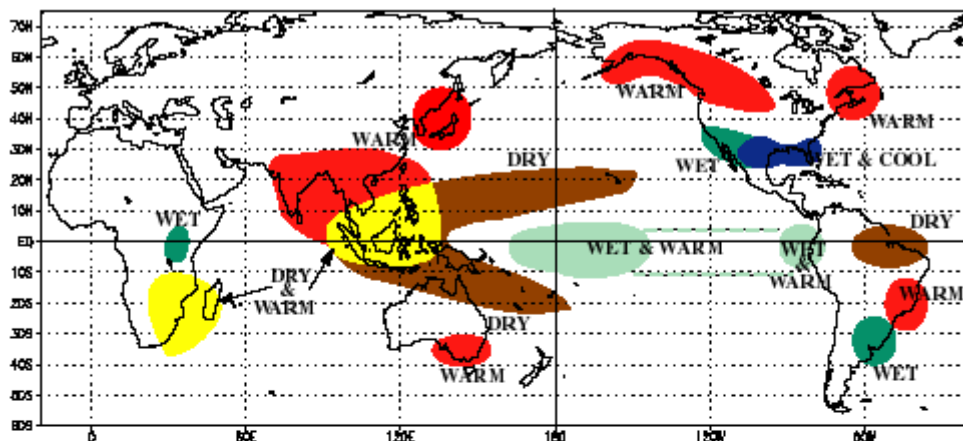 75N
60N
50N
40N
30N
20N
10N
EQ
10S
20S
30S
40S
50S
60S
WARM
WARM
WARM
DRY
WET
WET & COOL
WET
WET & WARM
WET
&
WARM
DRY
DRY
&
WARM
WARM
DRY
WARM
WET
0
60E
120E
180
120W
60W